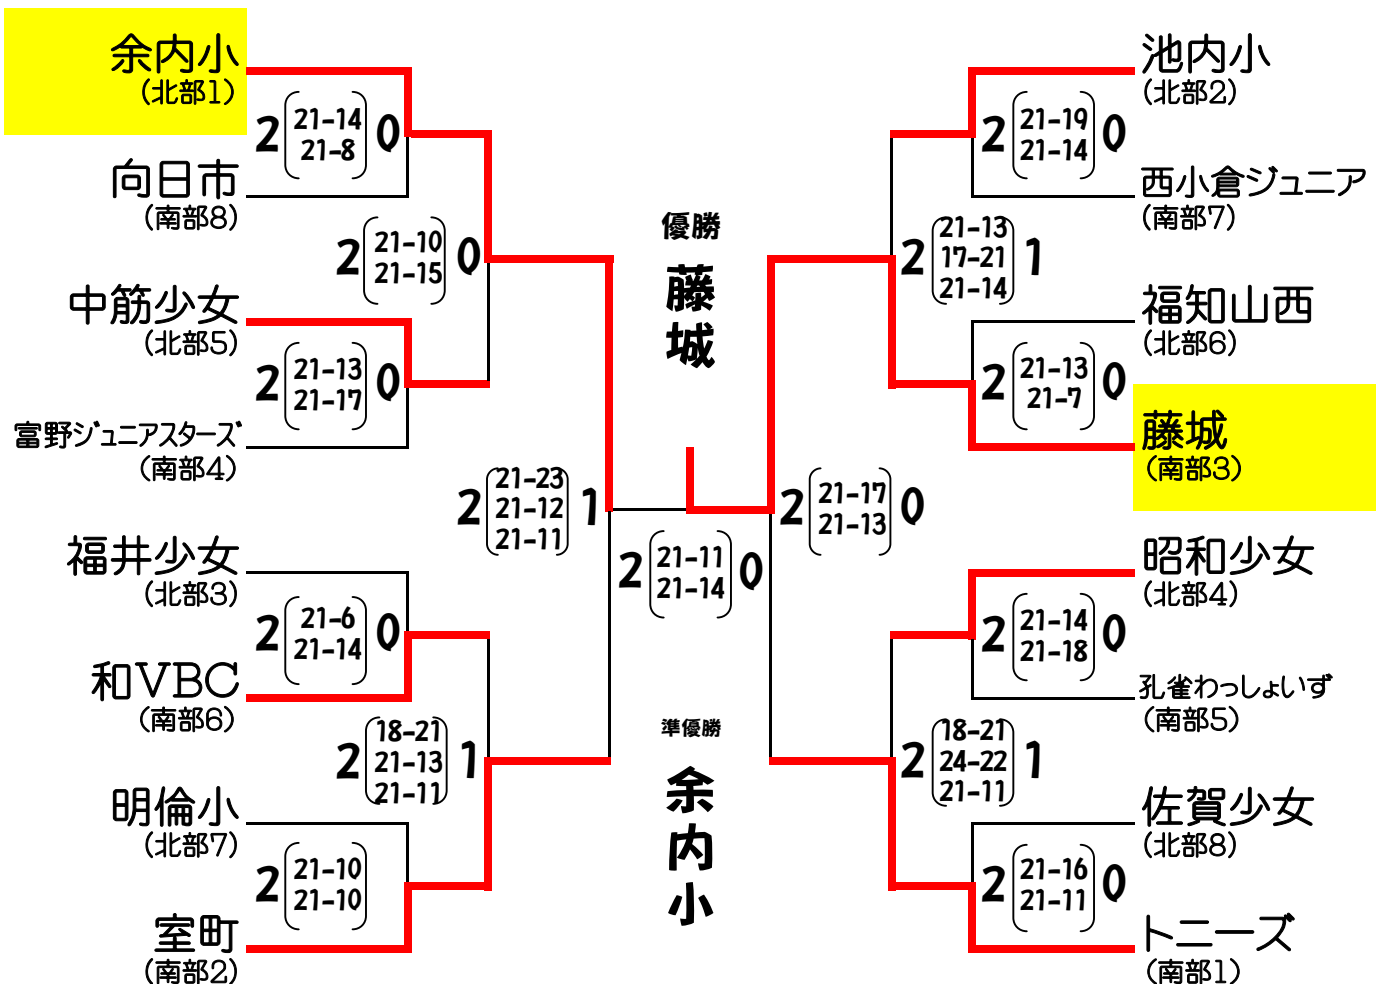 余内小
(北部1)
2 21-14 0
21-8
向日市
(南部8)
2 21-10 0
21-15
中筋少女
(北部5)
2 21-13 0
21-17
富野ジュニアスターズ
(南部4)
2 21-23 1
21-12
21-11
福井少女
(北部3)
2 21-6 0
21-14
和VBC
(南部6)
2 18-21 1
21-13
21-11
明倫小
(北部7)
2 21-10 0
21-10
室町
(南部2)
優勝
藤城
2 21-11 0
21-14
準優勝
余内小
池内小
(北部2)
2 21-19 0
21-14
西小倉ジュニア
(南部7)
2 21-13 1
17-21
21-14
福知山西
(北部6)
2 21-13 0
21-7
藤城
(南部3)
2 21-17 0
21-13
昭和少女
(北部4)
2 21-14 0
21-18
孔雀わっしょいず
(南部5)
2 18-21 1
24-22
21-11
佐賀少女
(北部8)
2 21-16 0
21-11
トニーズ
(南部1)